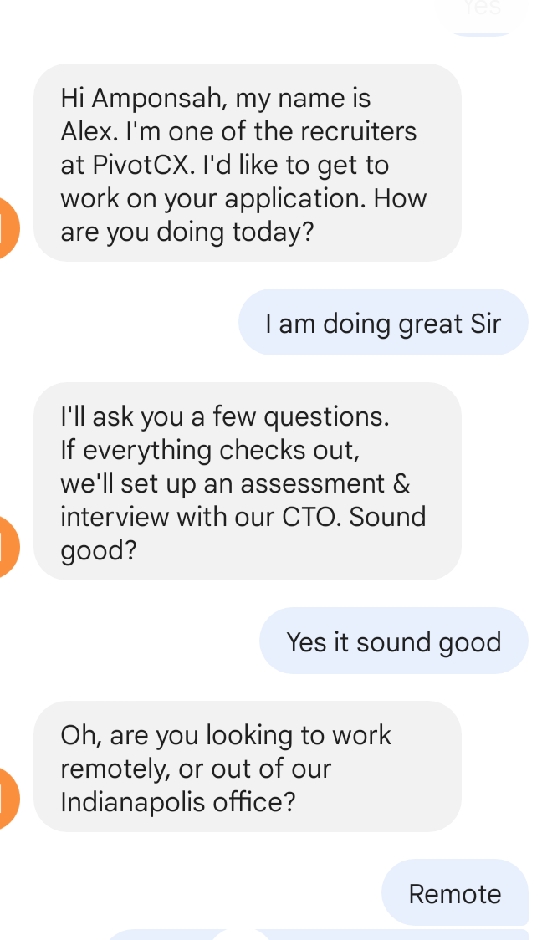 Yes
Hi Amponsah, my name is
Alex. I'm one of the recruiters
at PivotCX. I'd like to get to
work on your application. How
are you doing today?
I am doing great Sir
I'll ask you a few questions.
If everything checks out,
we'll set up an assessment &
interview with our CTO. Sound
good?
Yes it sound good
Oh, are you looking to work
remotely, or out of our
Indianapolis office?
Remote